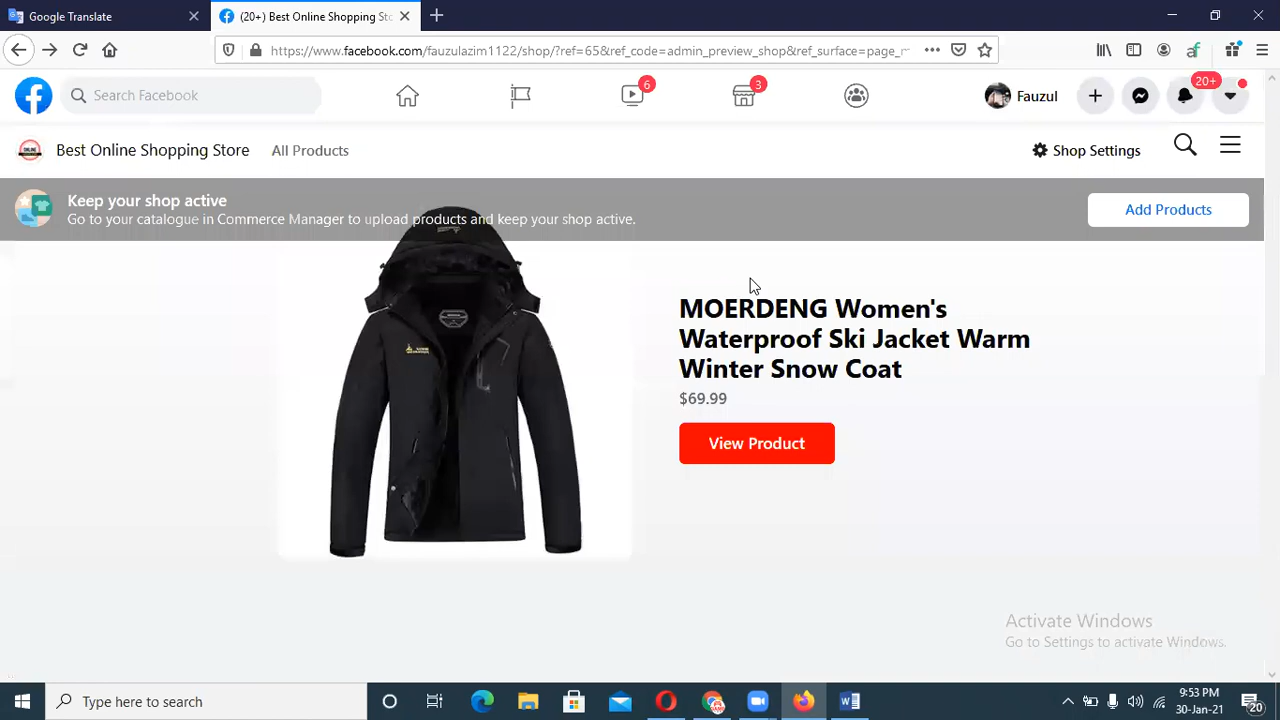 Google Translate
(20+) Best Online Shopping Sto
https://www.facebook.com/fauzulazim1122/shop/?ref=65&ref_code=admin_preview_shop&ref_surface=page_m
Search Facebook
6
3
Fauzul
20+
Best Online Shopping Store
All Products
Shop Settings
Keep your shop active
Go to your catalogue in Commerce Manager to upload products and keep your shop active.
Add Products
MOERDENG Women's
Waterproof Ski Jacket Warm
Winter Snow Coat
$69.99
View Product
Activate Windows
Go to Settings to activate Windows.
Type here to search
9:53 PM
30-Jan-21
20